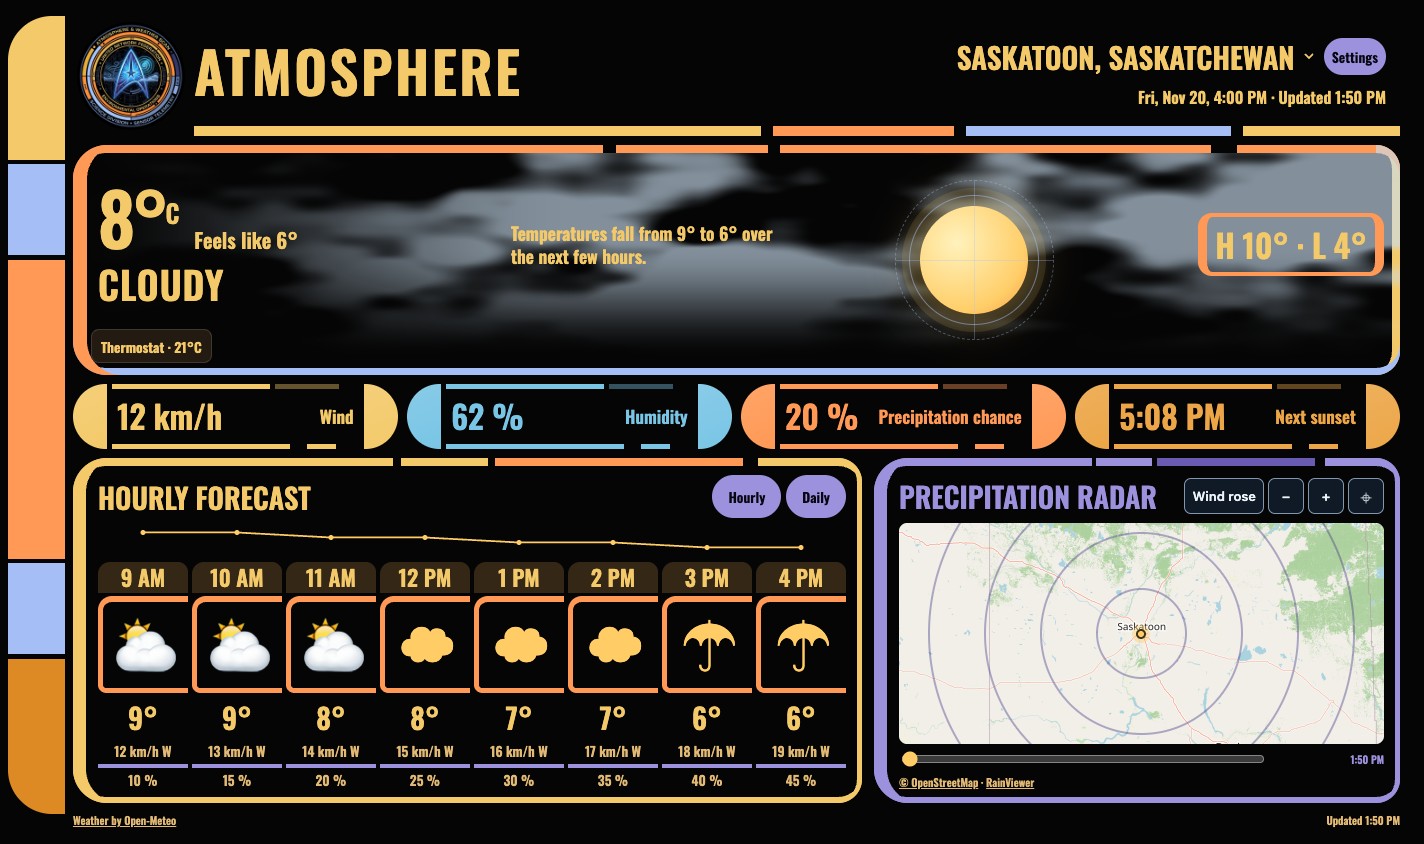 ATMOSPHERE
SASKATOON, SASKATCHEWAN
Settings
Fri, Nov 20, 4:00 PM · Updated 1:50 PM
8°C
Feels like 6°
CLOUDY
Temperatures fall from 9° to 6° over
the next few hours.
H 10° · L 4°
Thermostat · 21°C
12 km/h Wind
62 % Humidity
20 % Precipitation chance
5:08 PM Next sunset
HOURLY FORECAST
Hourly Daily
9 AM 10 AM 11 AM 12 PM 1 PM 2 PM 3 PM 4 PM
9° 9° 8° 8° 7° 7° 6° 6°
12 km/h W 13 km/h W 14 km/h W 15 km/h W 16 km/h W 17 km/h W 18 km/h W 19 km/h W
10 % 15 % 20 % 25 % 30 % 35 % 40 % 45 %
PRECIPITATION RADAR
Wind rose − +
Saskatoon
1:50 PM
© OpenStreetMap · RainViewer
Weather by Open-Meteo
Updated 1:50 PM